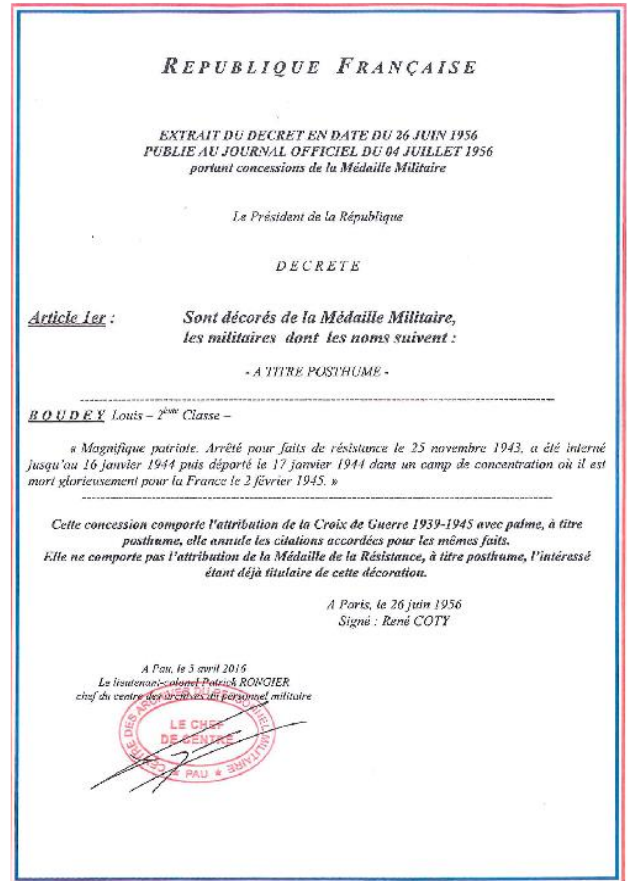 REPUBLIQUE FRANÇAISE
EXTRAIT DU DECRET EN DATE DU 26 JUIN 1956
PUBLIE AU JOURNAL OFFICIEL DU 04 JUILLET 1956
portant concessions de la Médaille Militaire
Le Président de la République
DECRETE
Article 1er : Sont décorés de la Médaille Militaire,
les militaires dont les noms suivent :
- A TITRE POSTHUME -
BOUDEY Louis – 2ème Classe –
« Magnifique patriote. Arrêté pour faits de résistance le 25 novembre 1943, a été interné
jusqu'au 16 janvier 1944 puis déporté le 17 janvier 1944 dans un camp de concentration où il est
mort glorieusement pour la France le 2 février 1945. »
Cette concession comporte l'attribution de la Croix de Guerre 1939-1945 avec palme, à titre
posthume, elle annule les citations accordées pour les mêmes faits.
Elle ne comporte pas l'attribution de la Médaille de la Résistance, à titre posthume, l'intéressé
étant déjà titulaire de cette décoration.
A Paris, le 26 juin 1956
Signé : René COTY
A Pau, le 5 avril 2016
Le lieutenant-colonel Patrick RONGIER
chef du centre des archives du personnel militaire
CENTRE DES ARCHIVES DU PERSONNEL MILITAIRE
LE CHEF
DE CENTRE
* PAU *